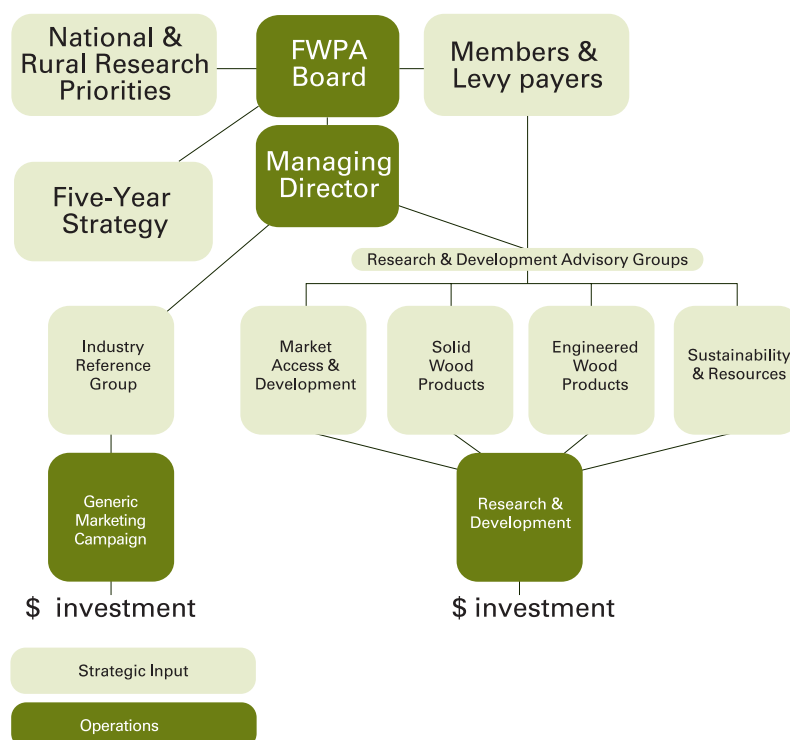 National &
Rural Research
Priorities
FWPA
Board
Members &
Levy payers
Five-Year
Strategy
Managing
Director
Research & Development Advisory Groups
Industry
Reference
Group
Market
Access &
Development
Solid
Wood
Products
Engineered
Wood
Products
Sustainability
& Resources
Generic
Marketing
Campaign
Research &
Development
$ investment
$ investment
Strategic Input
Operations